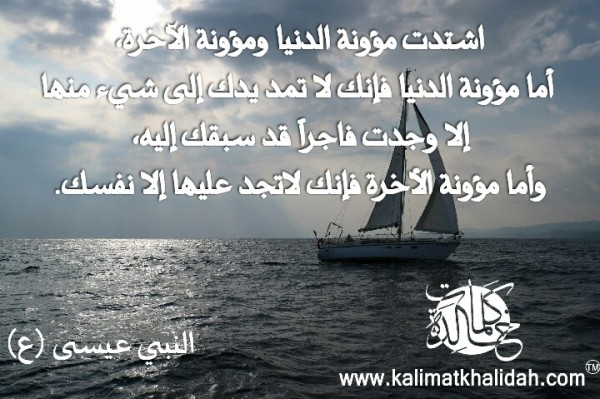 اشتدت مؤونة الدنيا ومؤونة الآخرة،
أما مؤونة الدنيا فإنك لا تمد يدك إلى شيء منها
إلا وجدت فاجراً قد سبقك إليه،
وأما مؤونة الآخرة فإنك لاتجد عليها إلا نفسك.
كلمات خالدة
النبي عيسى (ع)
TM
www.kalimatkhalidah.com